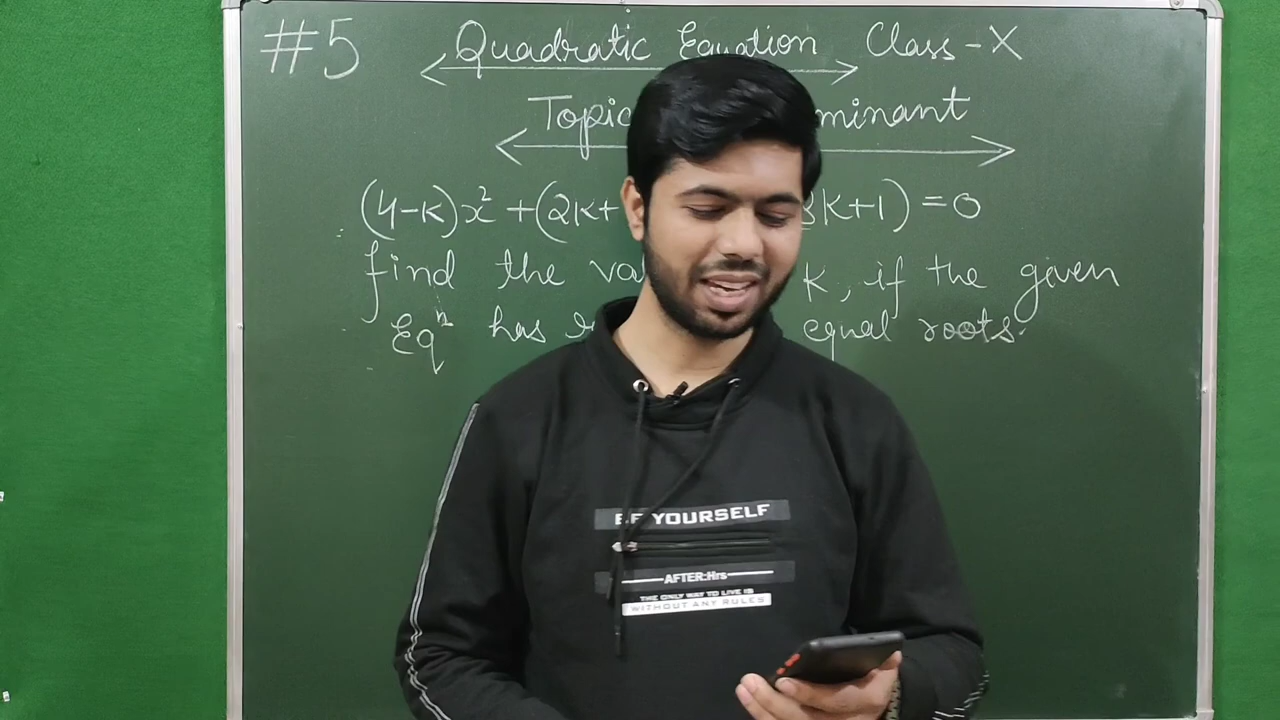 #5 Quadratic Equation Class-X
Topic minant
(4-K)x² + (2K+ 3K+1) = 0
find the va K, if the given
Eqⁿ has equal roots.
BE YOURSELF
AFTER:Hrs
THE ONLY WAY TO LIVE IS
WITHOUT ANY RULES